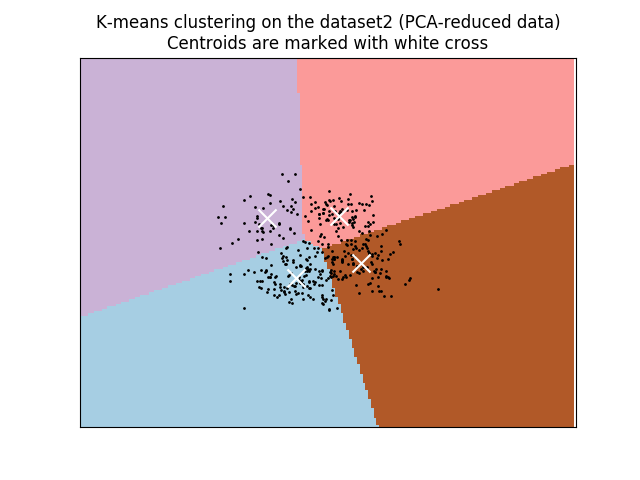 K-means clustering on the dataset2 (PCA-reduced data)
Centroids are marked with white cross